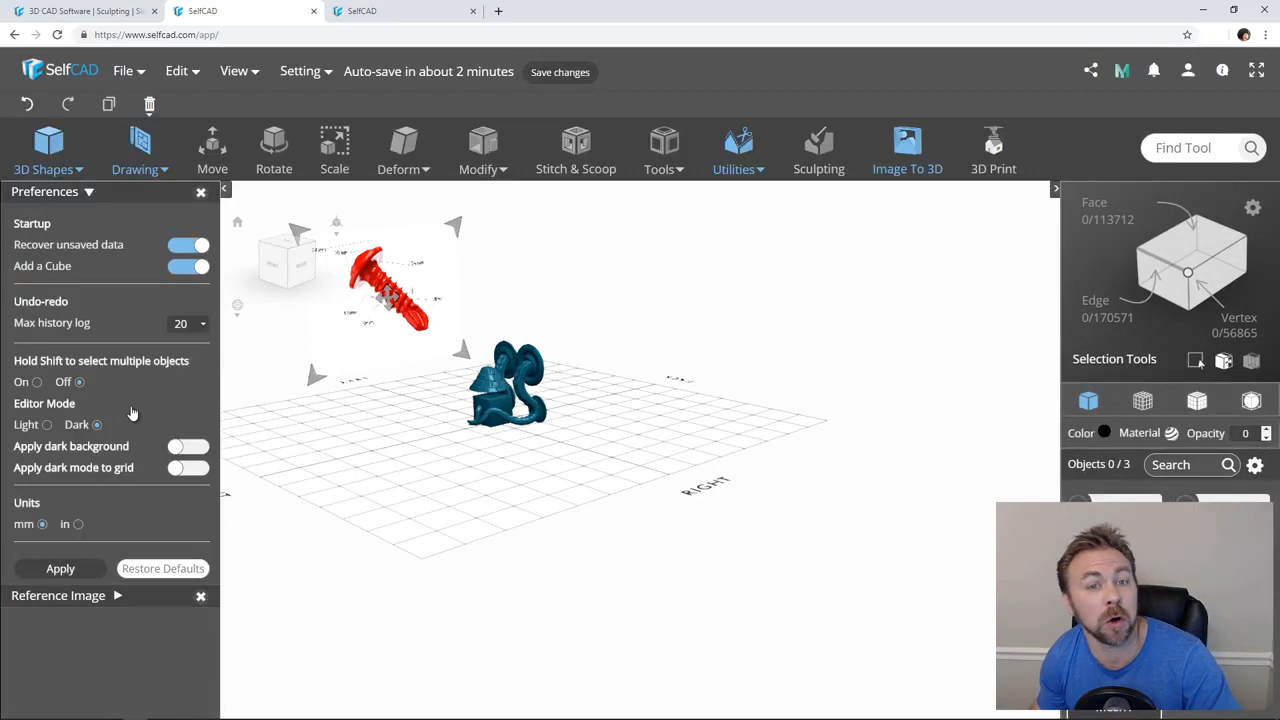 3D CAD Software | Sculpting | Sl
SelfCAD
SelfCAD
https://www.selfcad.com/app/
SelfCAD
File
Edit
View
Setting
Auto-save in about 2 minutes
Save changes
3D Shapes
Drawing
Move
Rotate
Scale
Deform
Modify
Stitch & Scoop
Tools
Utilities
Sculpting
Image To 3D
3D Print
Find Tool
Preferences
Startup
Recover unsaved data
Add a Cube
Undo-redo
Max history log
20
Hold Shift to select multiple objects
On
Off
Editor Mode
Light
Dark
Apply dark background
Apply dark mode to grid
Units
mm
in
Apply
Restore Defaults
Reference Image
RIGHT
Face
0/113712
Edge
0/170571
Vertex
0/56865
Selection Tools
Color
Material
Opacity
0
Objects 0 / 3
Search